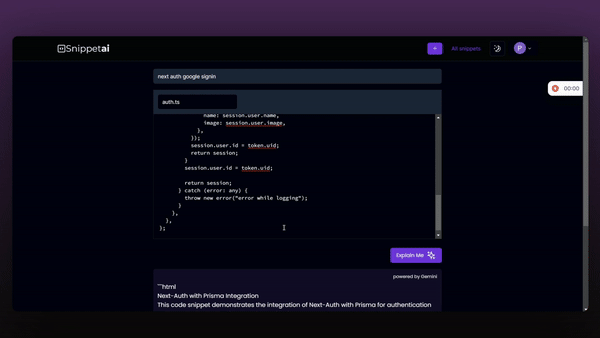 Snippetai
+
All snippets
P
next auth google signin
00:00
auth.ts
name: session.user.name,
image: session.user.image,
},
});
session.user.id = token.uid;
return session;
}
session.user.id = token.uid;
return session;
} catch (error: any) {
throw new error("error while logging");
}
},
},
};
Explain Me
powered by Gemini
```html
Next-Auth with Prisma Integration
This code snippet demonstrates the integration of Next-Auth with Prisma for authentication